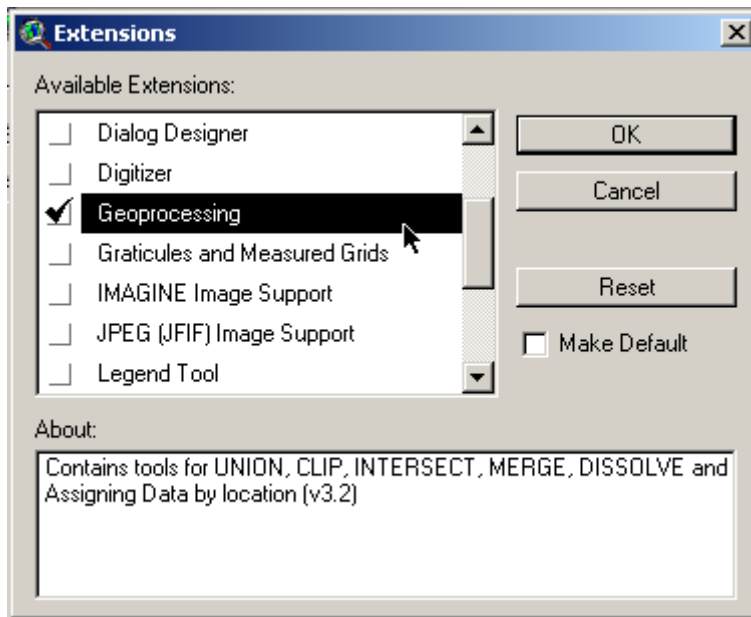 Extensions
Available Extensions:
Dialog Designer
Digitizer
Geoprocessing
Graticules and Measured Grids
IMAGINE Image Support
JPEG (JFIF) Image Support
Legend Tool
OK
Cancel
Reset
Make Default
About:
Contains tools for UNION, CLIP, INTERSECT, MERGE, DISSOLVE and
Assigning Data by location (v3.2)